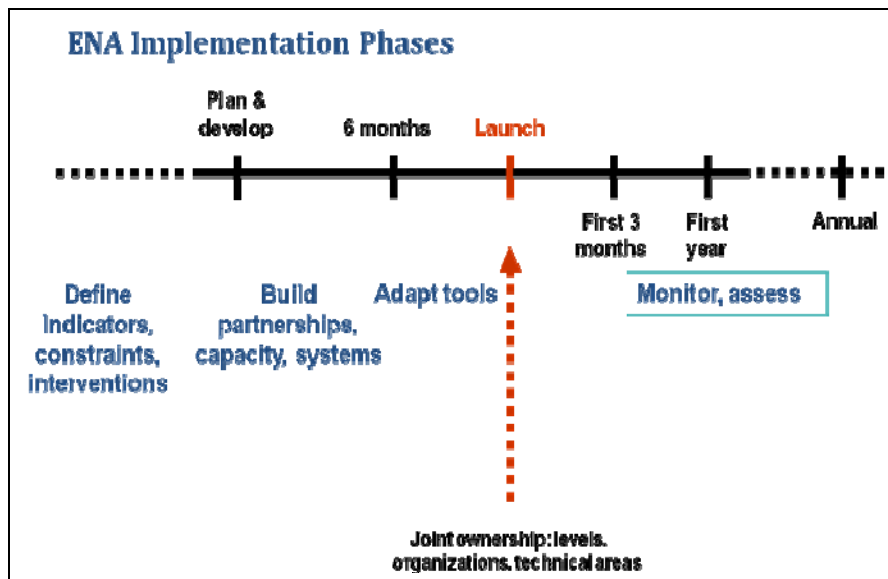 ENA Implementation Phases
Plan &
develop
6 months
Launch
First 3
months
First
year
Annual
Define
indicators,
constraints,
interventions
Build
partnerships,
capacity, systems
Adapt tools
Monitor, assess
Joint ownership: levels,
organizations, technical areas